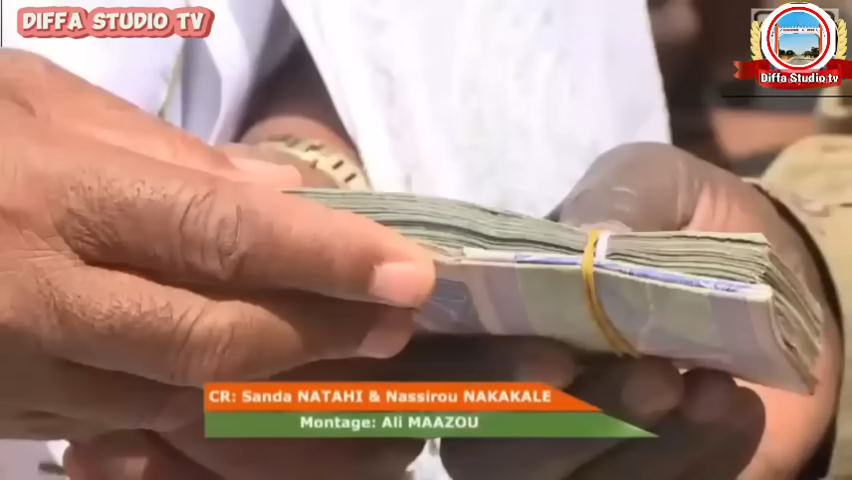 DIFFA STUDIO TV
Diffa STUDIO TV
CR: Sanda NATAHI & Nassirou NAKAKALE
Montage: Ali MAAZOU